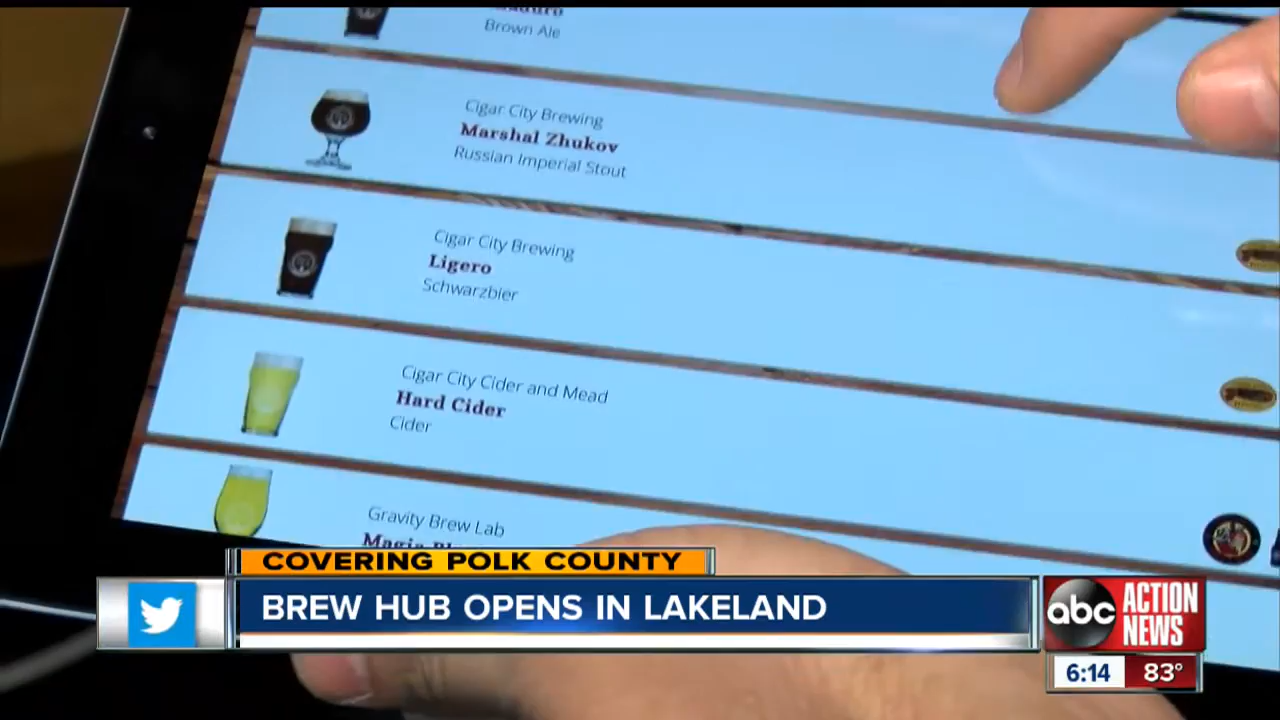 Brown Ale
Cigar City Brewing
Marshal Zhukov
Russian Imperial Stout
Cigar City Brewing
Ligero
Schwarzbier
Cigar City Cider and Mead
Hard Cider
Cider
Gravity Brew Lab
COVERING POLK COUNTY
BREW HUB OPENS IN LAKELAND
abc ACTION
NEWS
6:14 83°